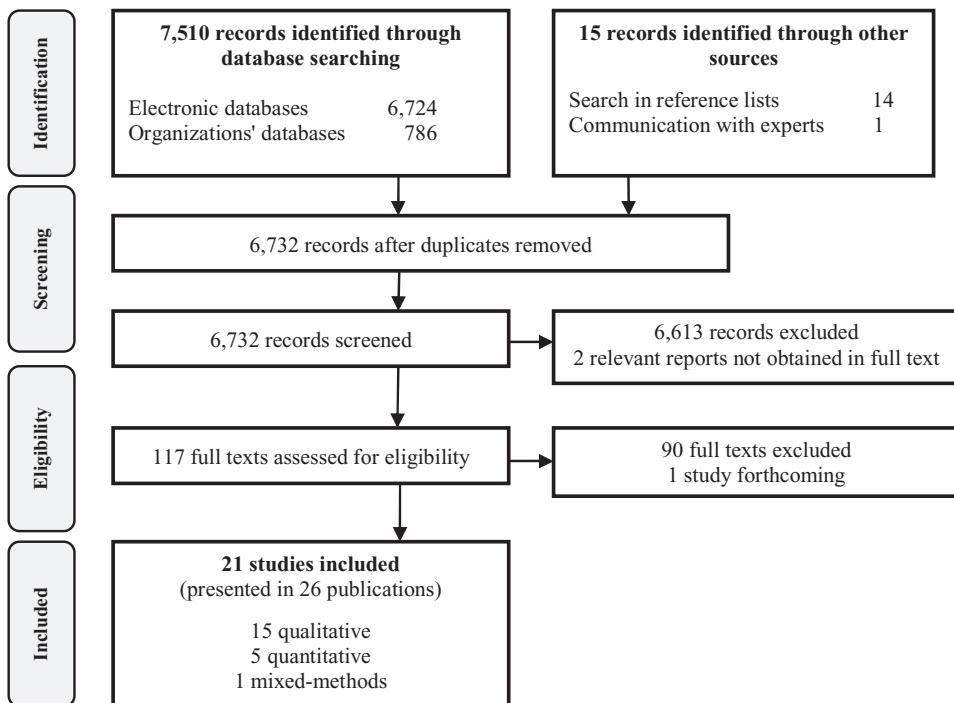 Identification
7,510 records identified through
database searching
Electronic databases 6,724
Organizations' databases 786
15 records identified through other
sources
Search in reference lists 14
Communication with experts 1
Screening
6,732 records after duplicates removed
6,732 records screened
6,613 records excluded
2 relevant reports not obtained in full text
Eligibility
117 full texts assessed for eligibility
90 full texts excluded
1 study forthcoming
Included
21 studies included
(presented in 26 publications)
15 qualitative
5 quantitative
1 mixed-methods